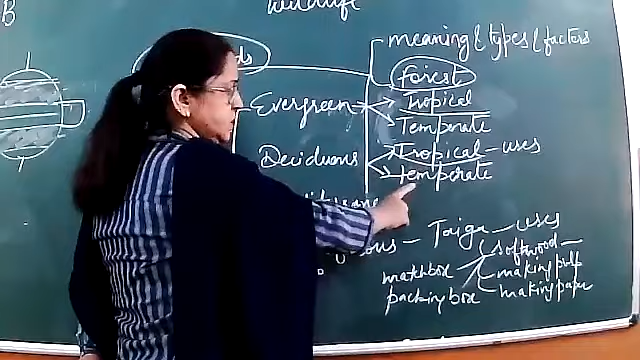 B
wildlife
meaning & types & factors
forest
Evergreen
Tropical
Temperate
Deciduous
Tropical - uses
Temperate
- Taiga - uses
softwood -
matchbox
making pulp
packing box
making paper